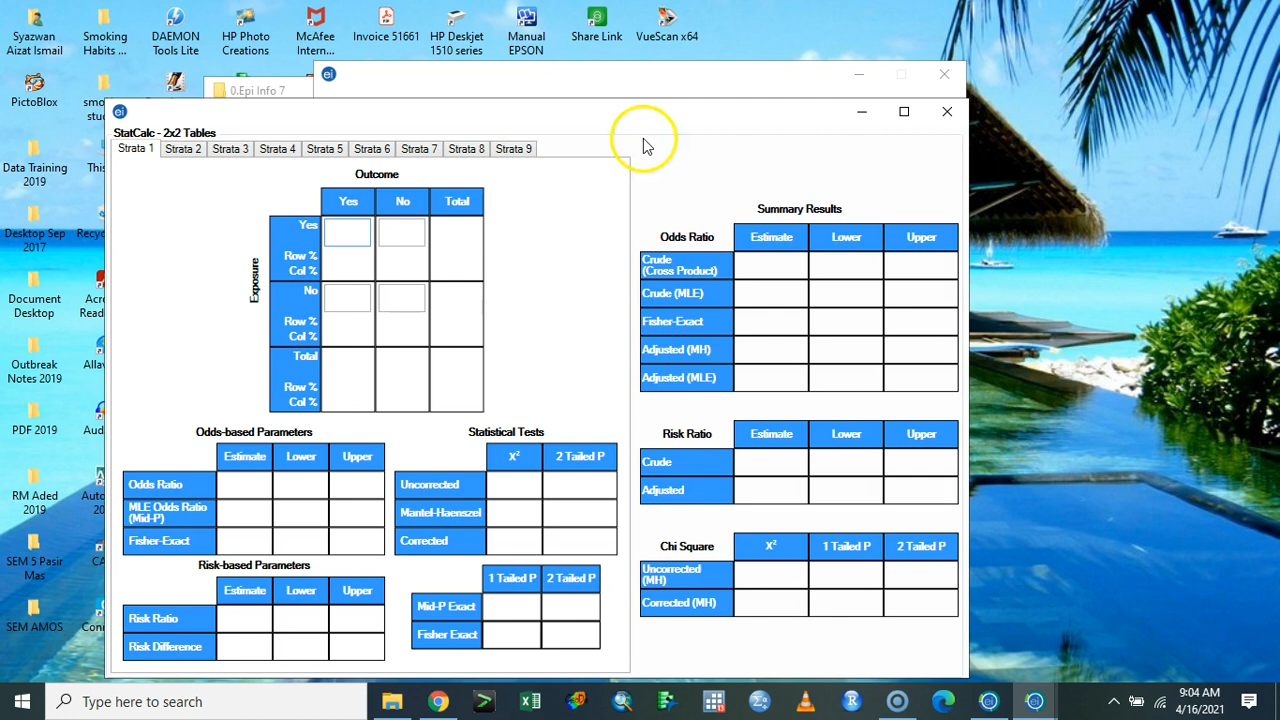 Syazwan
Aizat Ismail
Smoking
Habits ...
DAEMON
Tools Lite
HP Photo
Creations
McAfee
Intern...
Invoice 51661
HP Deskjet
1510 series
Manual
EPSON
Share Link
VueScan x64
PictoBlox
Data Training
2019
Desktop Sep
2017
Document
Desktop
Outbreak
Notes 2019
PDF 2019
RM Aded
2019
SEM 5 Pasir
Mas
SEM AMOS
0.Epi Info 7
StatCalc - 2x2 Tables
Strata 1
Strata 2
Strata 3
Strata 4
Strata 5
Strata 6
Strata 7
Strata 8
Strata 9
Outcome
Yes No Total
Exposure
Yes
Row %
Col %
No
Row %
Col %
Total
Row %
Col %
Odds-based Parameters
Estimate Lower Upper
Odds Ratio
MLE Odds Ratio
(Mid-P)
Fisher-Exact
Risk-based Parameters
Estimate Lower Upper
Risk Ratio
Risk Difference
Statistical Tests
X² 2 Tailed P
Uncorrected
Mantel-Haenszel
Corrected
1 Tailed P 2 Tailed P
Mid-P Exact
Fisher Exact
Summary Results
Odds Ratio Estimate Lower Upper
Crude
(Cross Product)
Crude (MLE)
Fisher-Exact
Adjusted (MH)
Adjusted (MLE)
Risk Ratio Estimate Lower Upper
Crude
Adjusted
Chi Square X² 1 Tailed P 2 Tailed P
Uncorrected
(MH)
Corrected (MH)
Type here to search
9:04 AM
4/16/2021